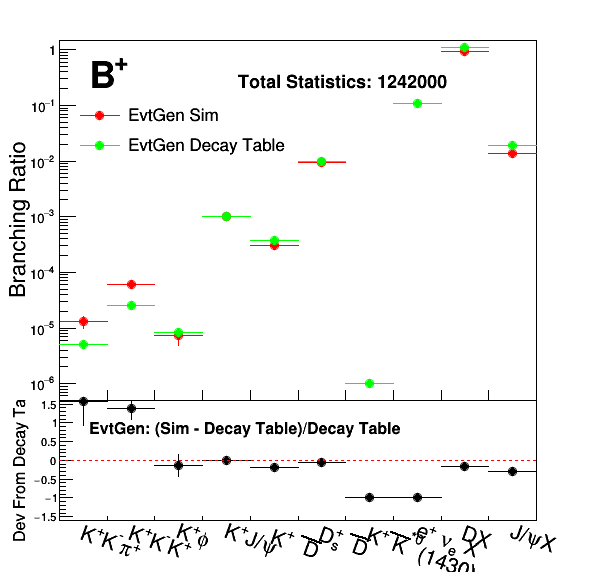 B⁺
Total Statistics: 1242000
EvtGen Sim
EvtGen Decay Table
Branching Ratio
1
10⁻¹
10⁻²
10⁻³
10⁻⁴
10⁻⁵
10⁻⁶
EvtGen: (Sim - Decay Table)/Decay Table
Dev From Decay Ta
1.5
1
0.5
0
−0.5
−1
−1.5
K⁺K⁻π⁺
K⁺K⁻K⁺
K⁺ϕ
K⁺J/ψ
K⁺ D̅
D⁺ₛ D̅
K⁺
(1430)
e⁺ νₑ X
DX
J/ψX